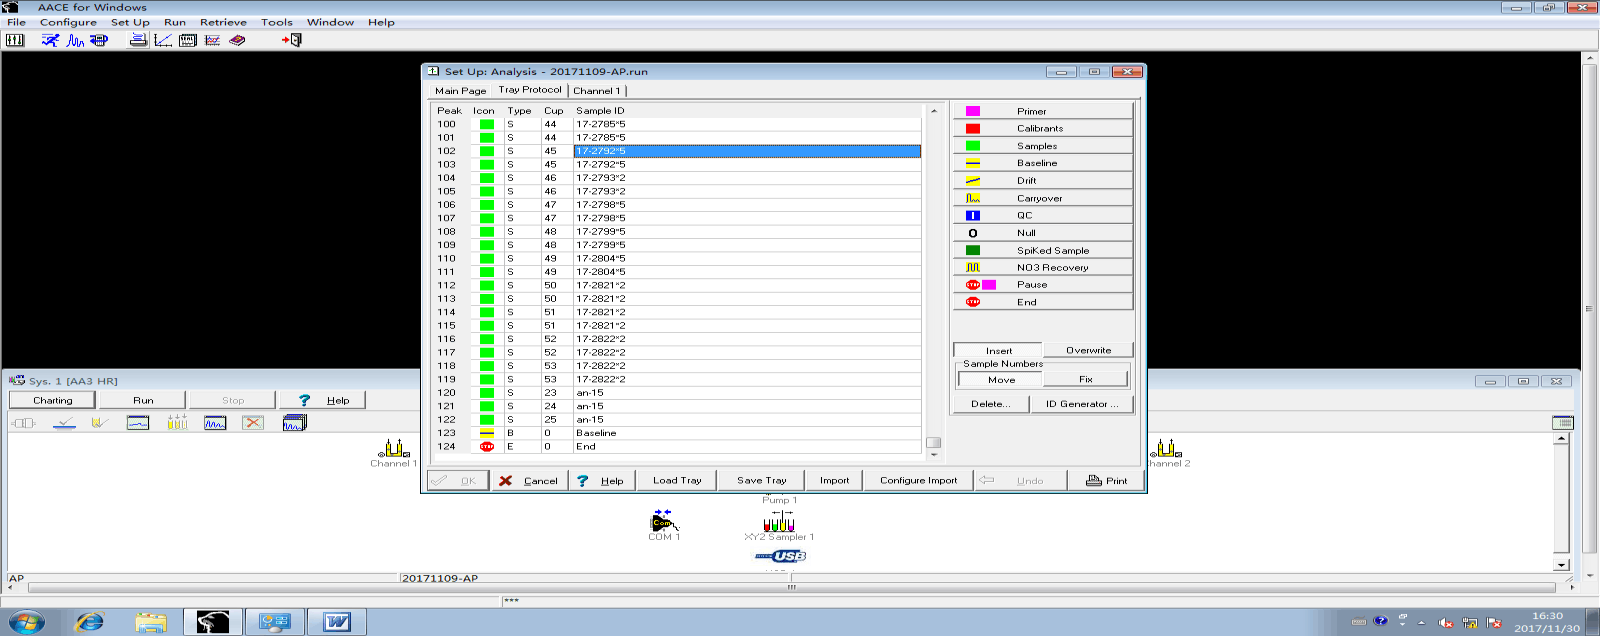 AACE for Windows
File Configure Set Up Run Retrieve Tools Window Help
Set Up: Analysis - 20171109-AP.run
Main Page Tray Protocol Channel 1
Peak Icon Type Cup Sample ID
100 S 44 17-2785*5
101 S 44 17-2785*5
102 S 45 17-2792*5
103 S 45 17-2792*5
104 S 46 17-2793*2
105 S 46 17-2793*2
106 S 47 17-2798*5
107 S 47 17-2798*5
108 S 48 17-2799*5
109 S 48 17-2799*5
110 S 49 17-2804*5
111 S 49 17-2804*5
112 S 50 17-2821*2
113 S 50 17-2821*2
114 S 51 17-2821*2
115 S 51 17-2821*2
116 S 52 17-2822*2
117 S 52 17-2822*2
118 S 53 17-2822*2
119 S 53 17-2822*2
120 S 23 an-15
121 S 24 an-15
122 S 25 an-15
123 B 0 Baseline
124 STOP E 0 End
Primer
Calibrants
Samples
Baseline
Drift
Carryover
QC
Null
SpiKed Sample
NO3 Recovery
STOP Pause
STOP End
Insert Overwrite
Sample Numbers
Move Fix
Delete... ID Generator ...
OK Cancel ? Help Load Tray Save Tray Import Configure Import Undo Print
Sys. 1 [AA3 HR]
Charting Run Stop ? Help
Channel 1
hannel 2
Pump 1
Com
COM 1
XY2 Sampler 1
USB
AP 20171109-AP
***
16:30
2017/11/30